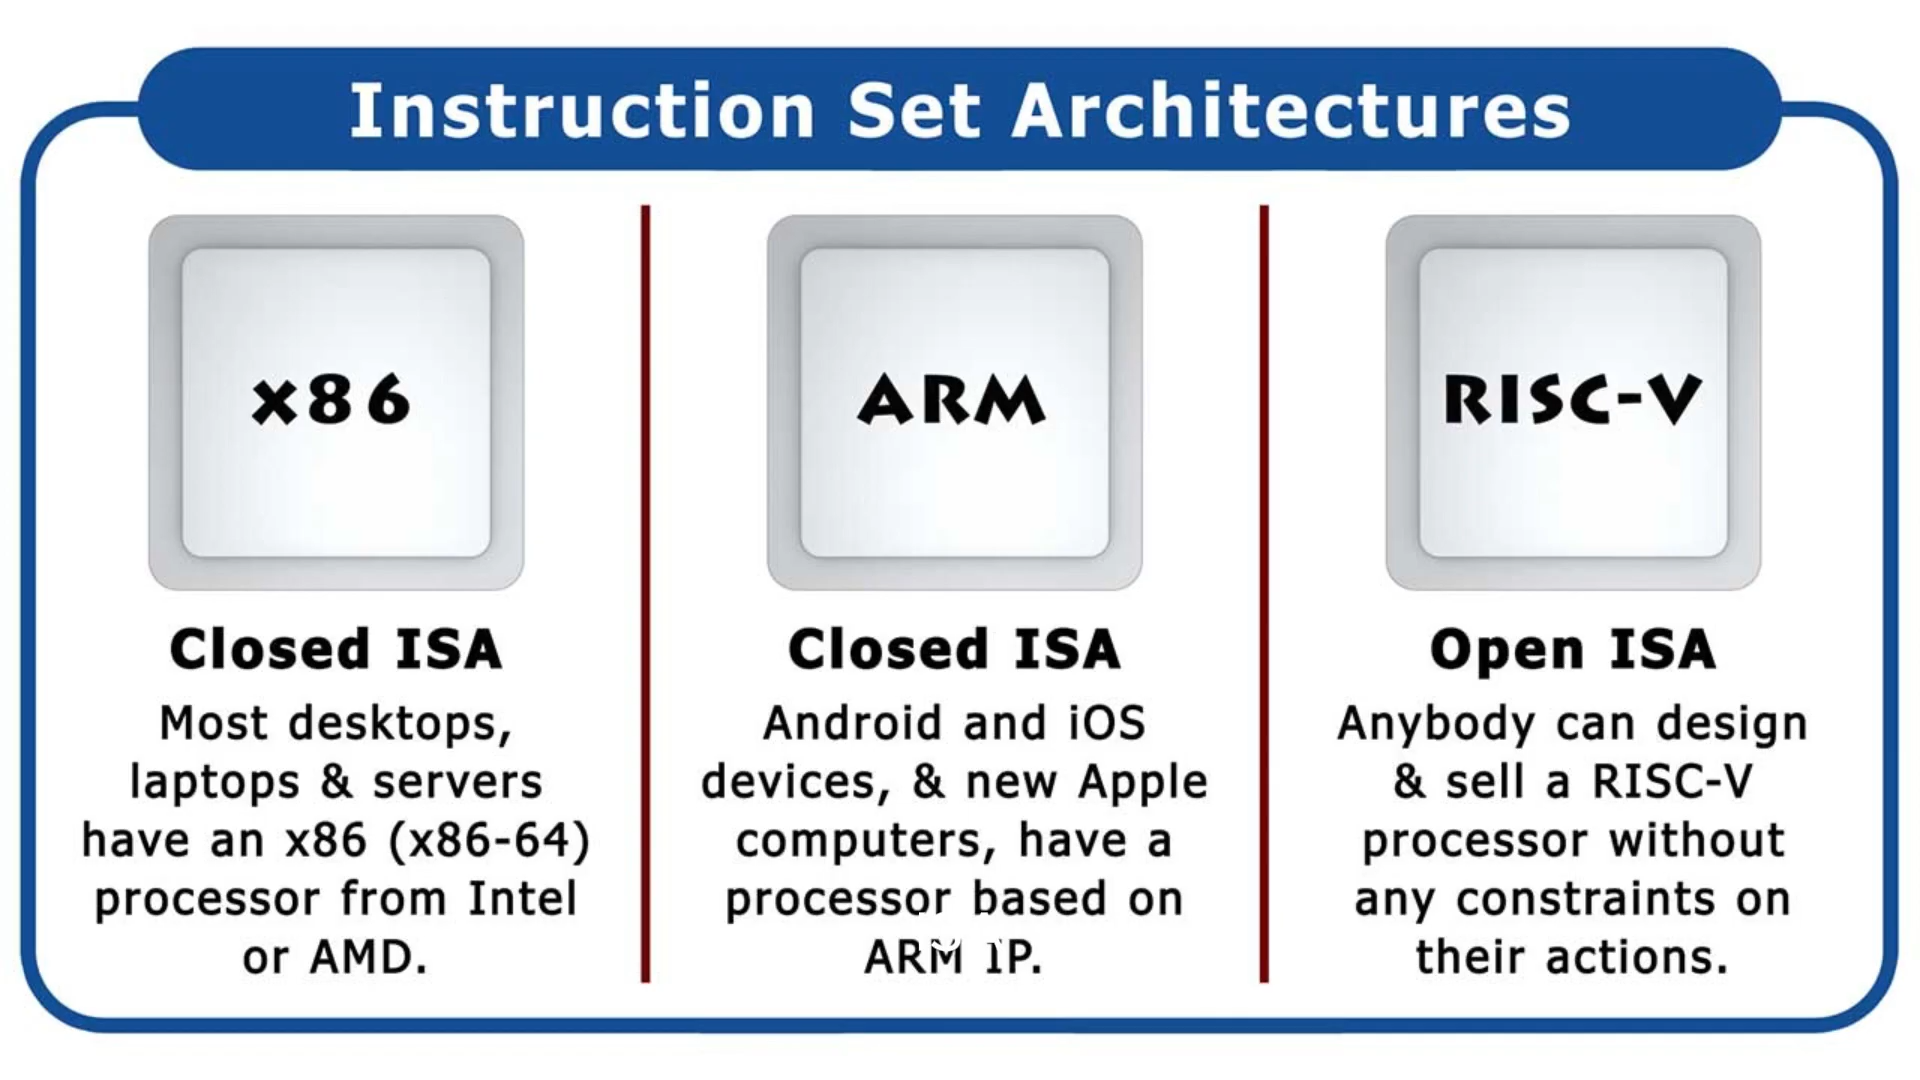 Instruction Set Architectures
x86
ARM
RISC-V
Closed ISA
Most desktops,
laptops & servers
have an x86 (x86-64)
processor from Intel
or AMD.
Closed ISA
Android and iOS
devices, & new Apple
computers, have a
processor based on
ARM IP.
Open ISA
Anybody can design
& sell a RISC-V
processor without
any constraints on
their actions.